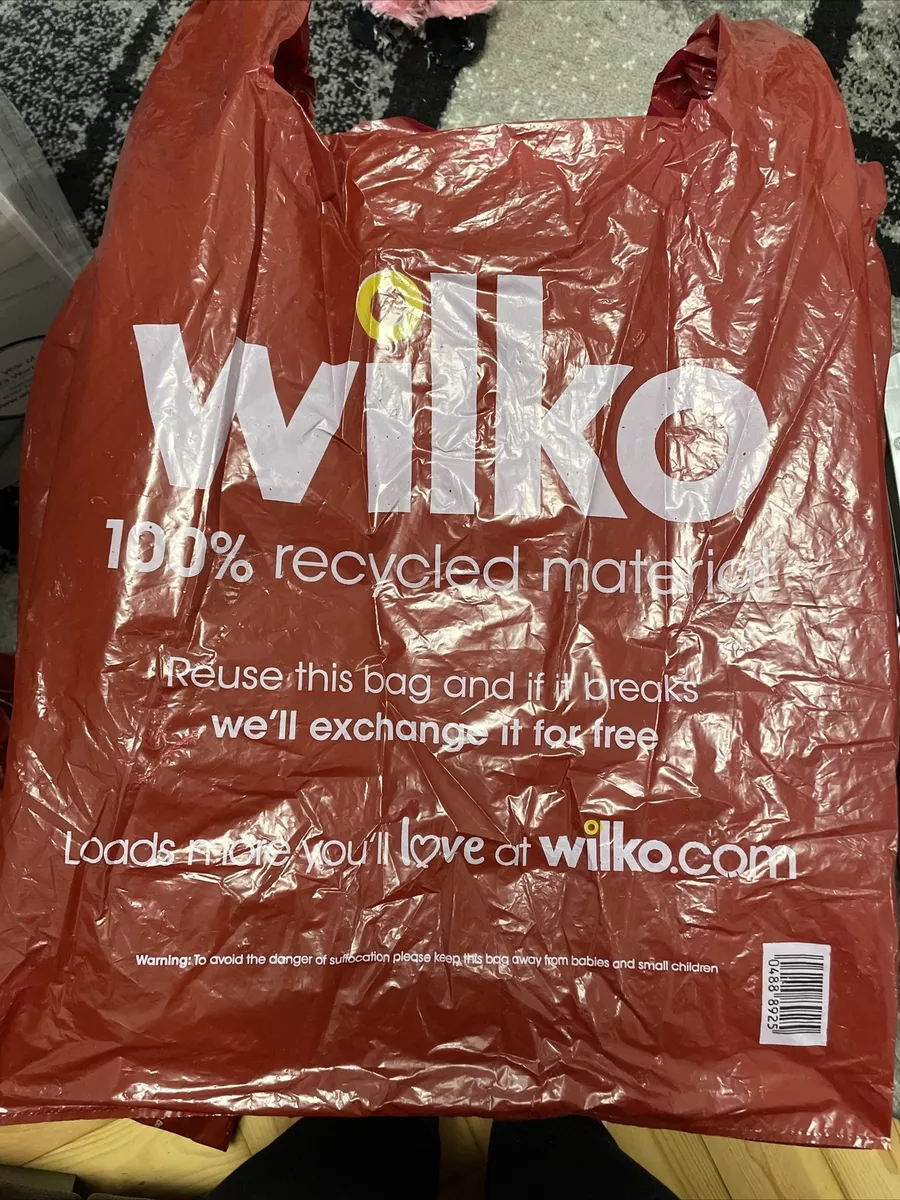 wilko
100% recycled material
Reuse this bag and if it breaks
we'll exchange it for free
Loads more you'll love at wilko.com
Warning: To avoid the danger of suffocation please keep this bag away from babies and small children
0488 8925